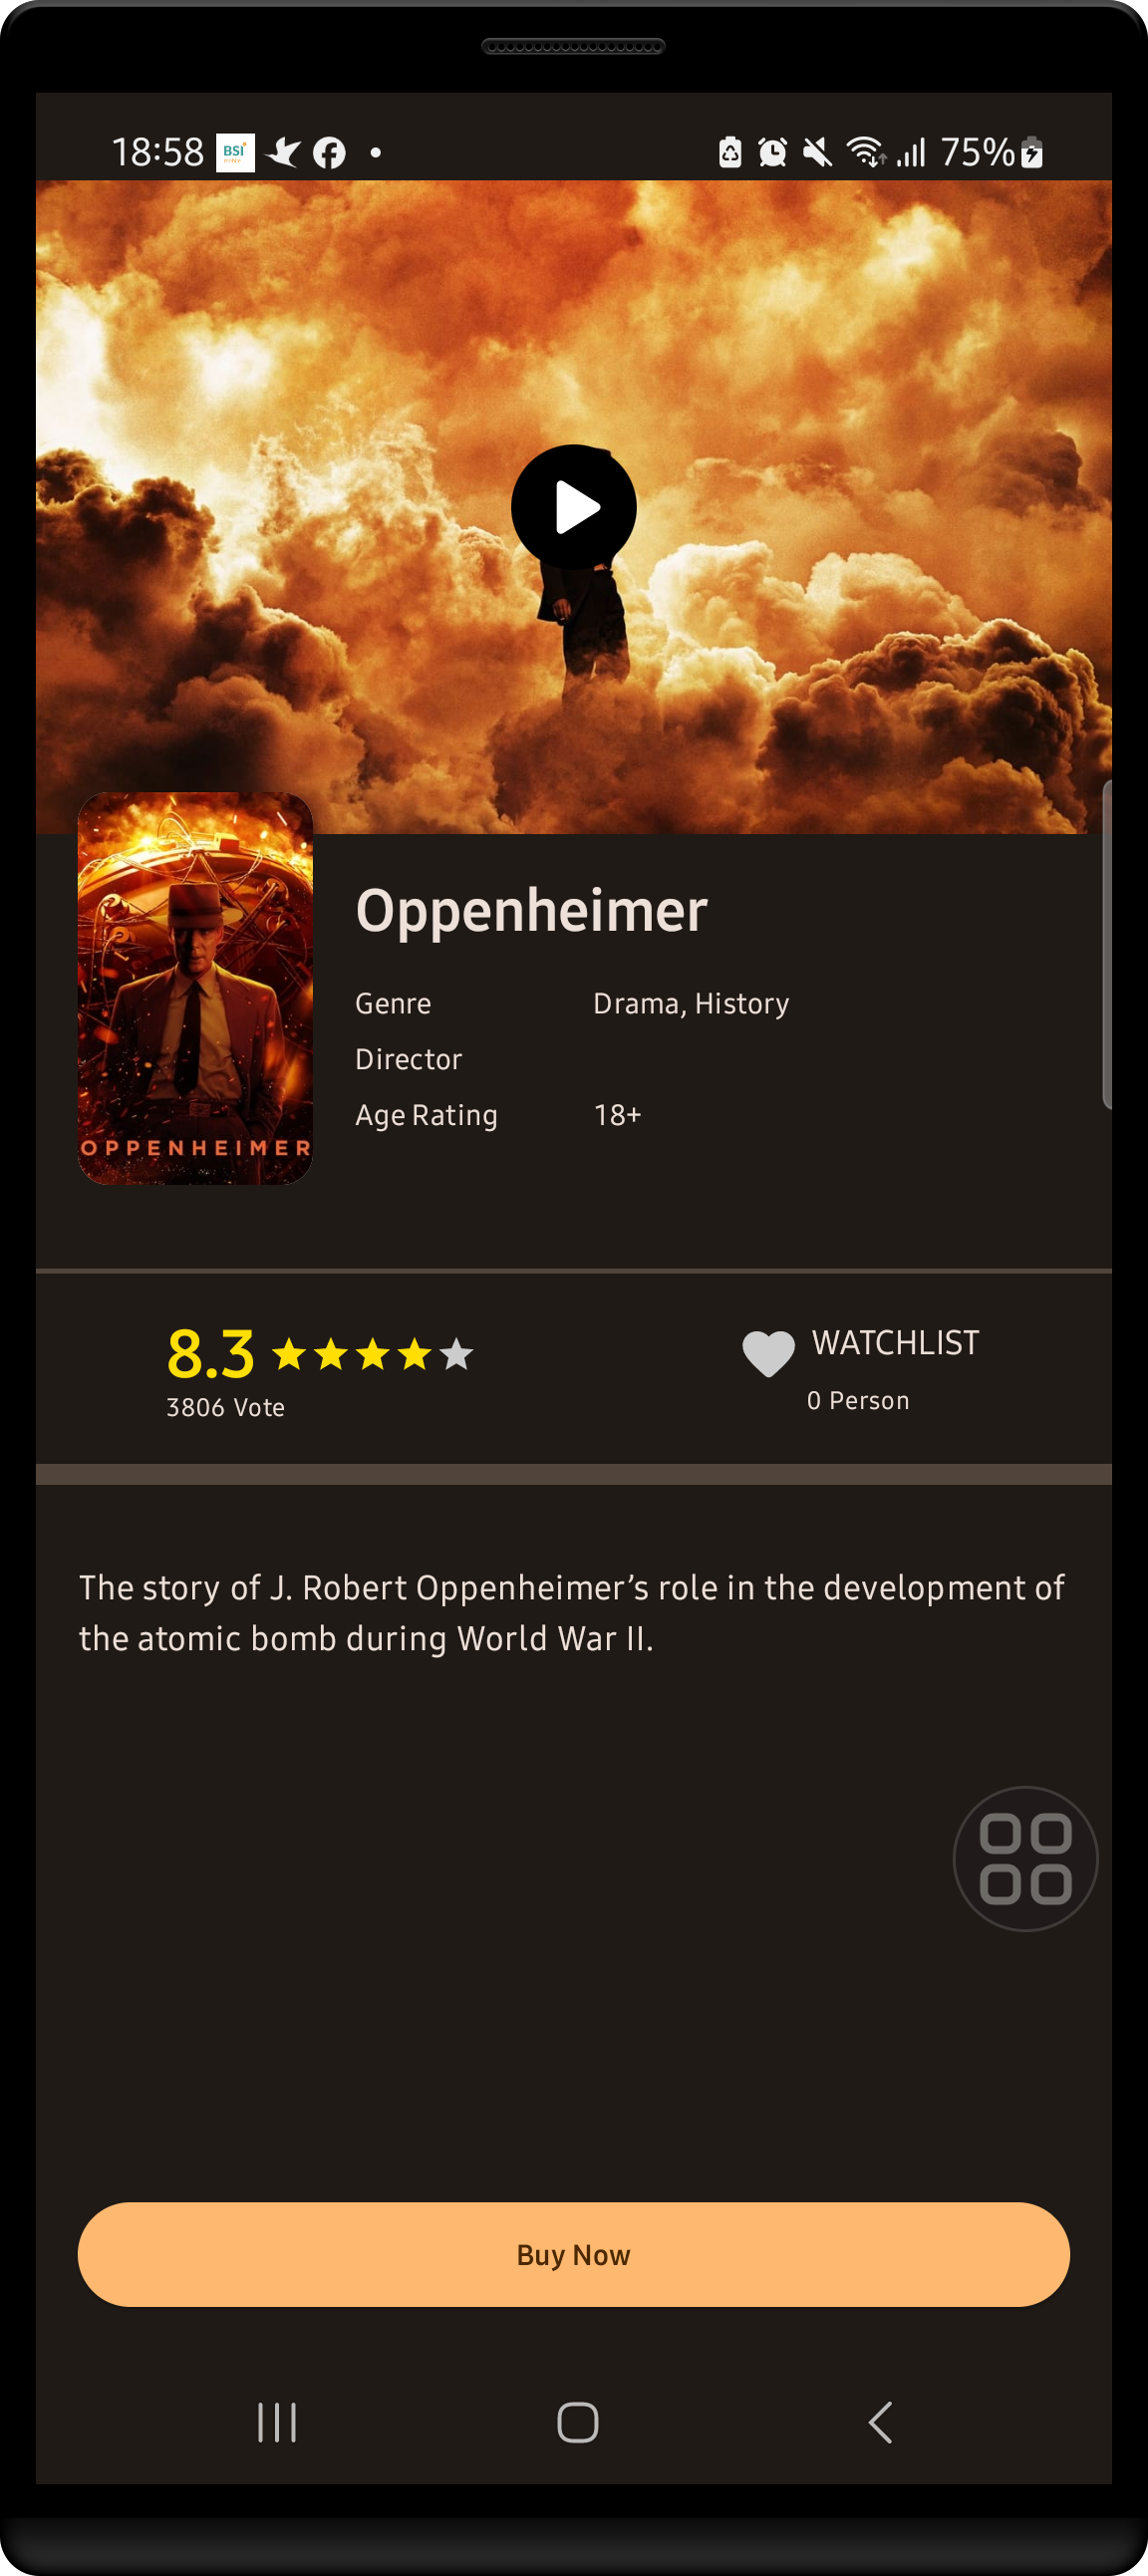 18:58 BSI 75%
OPPENHEIMER
Oppenheimer
Genre Drama, History
Director
Age Rating 18+
8.3
3806 Vote
WATCHLIST
0 Person
The story of J. Robert Oppenheimer’s role in the development of
the atomic bomb during World War II.
Buy Now